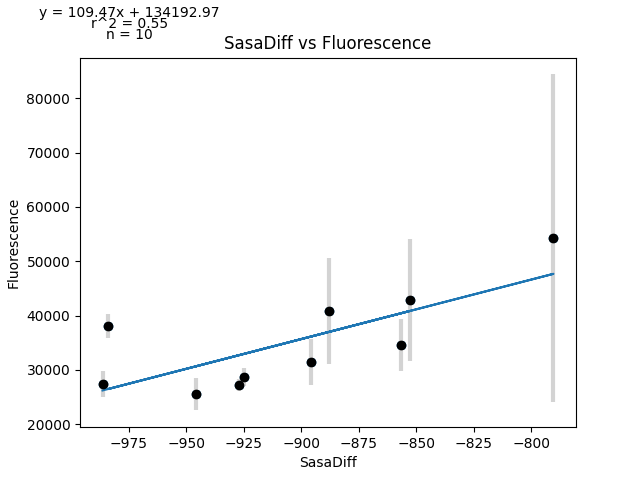 y = 109.47x + 134192.97
r^2 = 0.55
n = 10
SasaDiff vs Fluorescence
80000
70000
60000
50000
40000
30000
20000
Fluorescence
−975 −950 −925 −900 −875 −850 −825 −800
SasaDiff